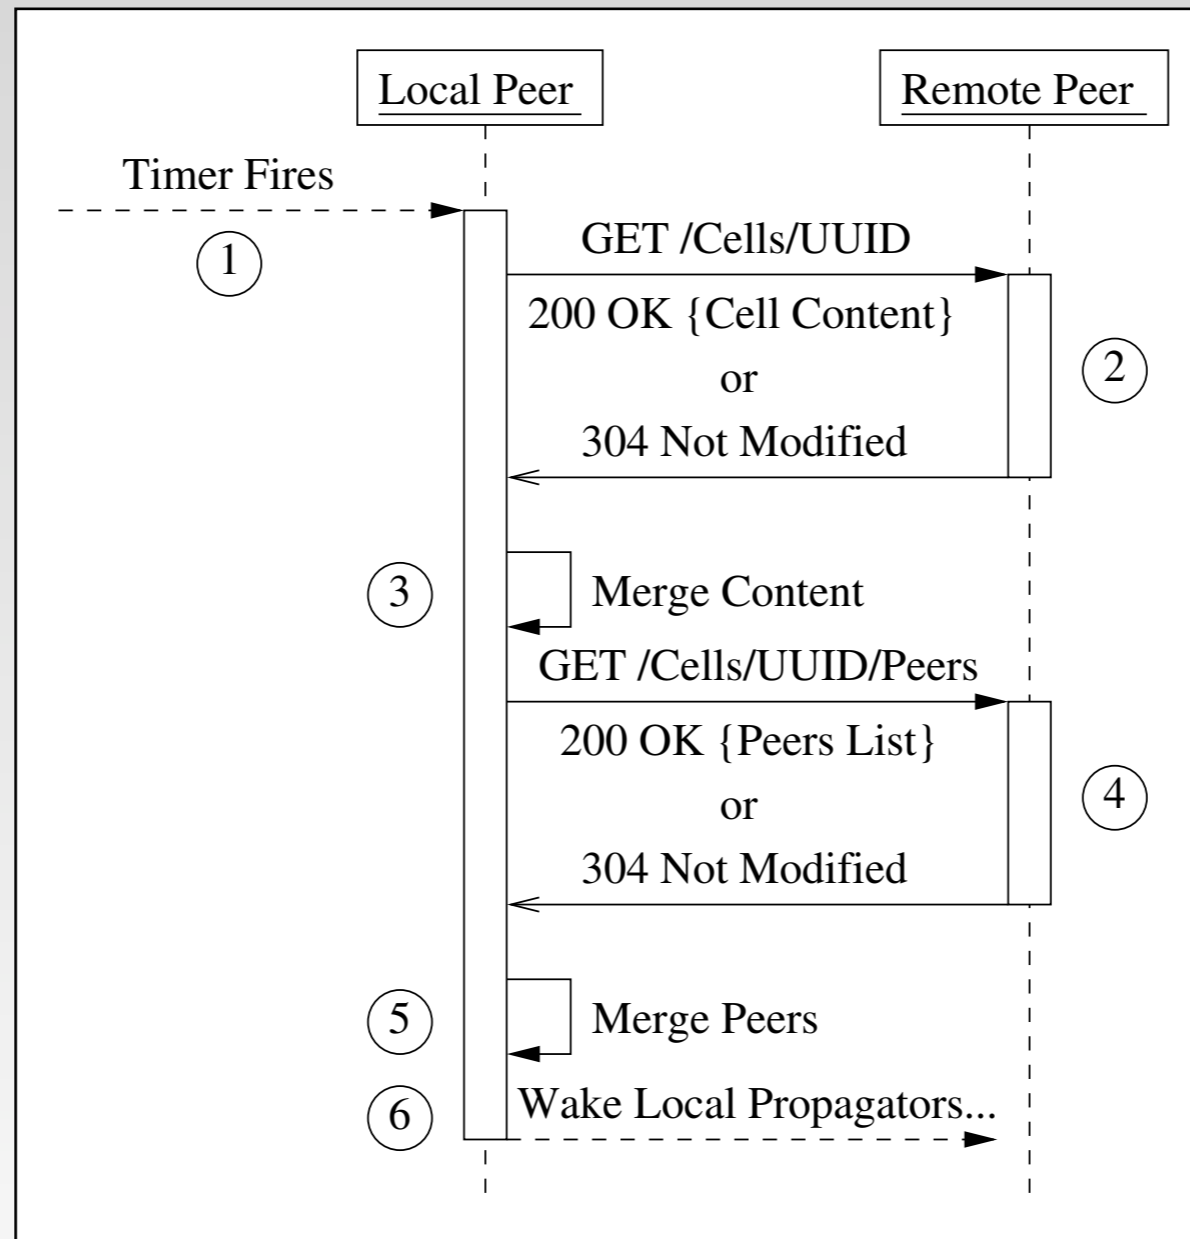 Local Peer
Remote Peer
Timer Fires
1
GET /Cells/UUID
200 OK {Cell Content}
or
304 Not Modified
2
3
Merge Content
GET /Cells/UUID/Peers
200 OK {Peers List}
or
304 Not Modified
4
5
Merge Peers
6
Wake Local Propagators...